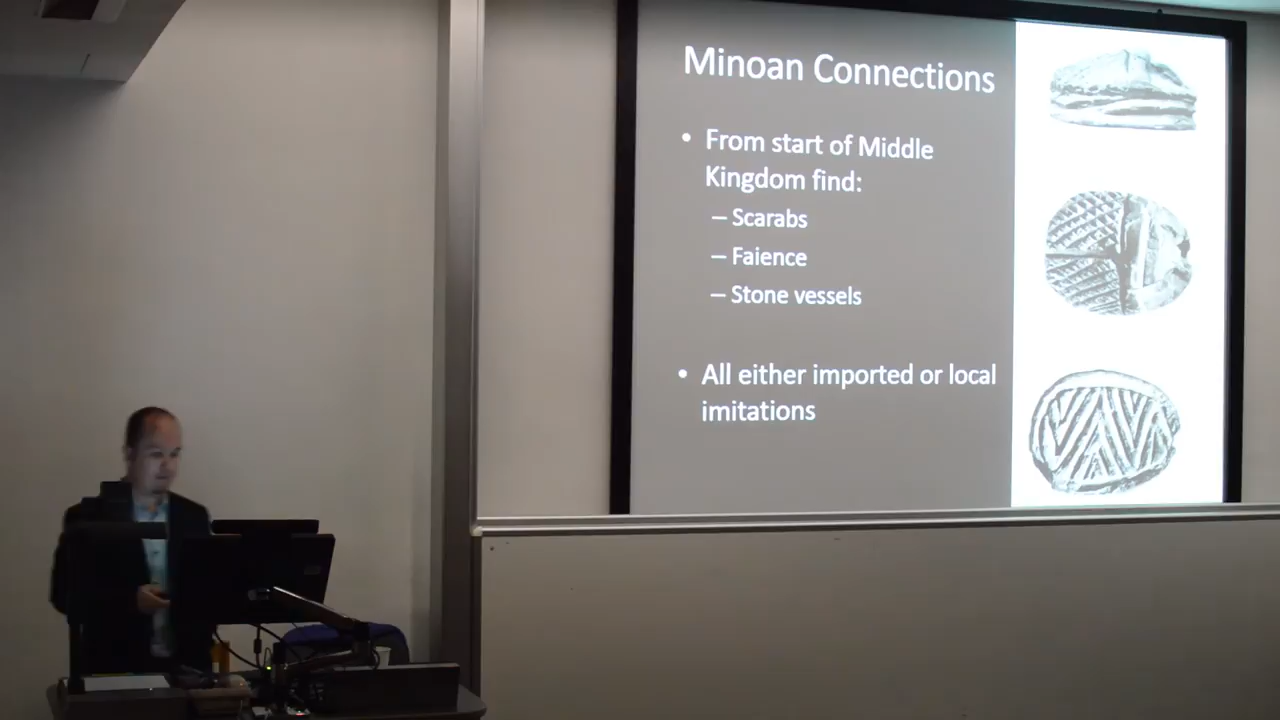 Minoan Connections
• From start of Middle
Kingdom find:
– Scarabs
– Faience
– Stone vessels
• All either imported or local
imitations